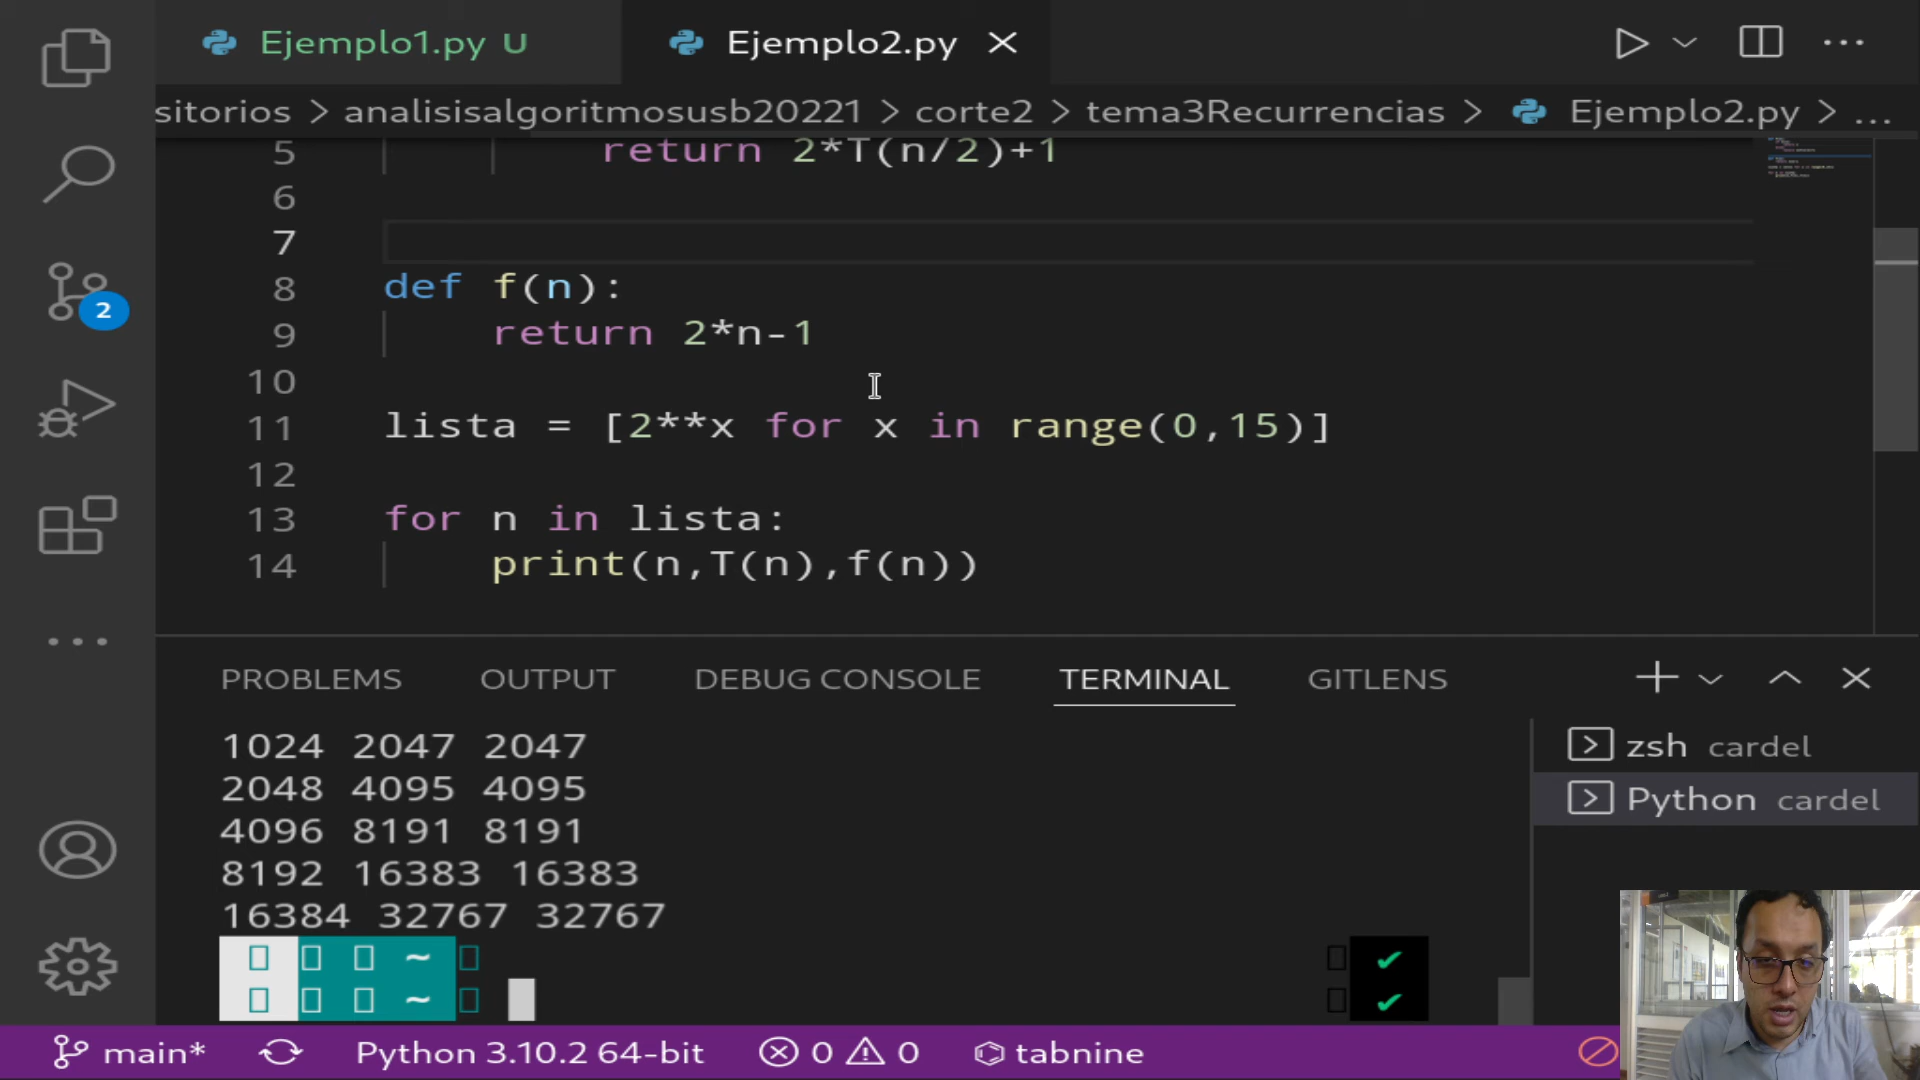 Ejemplo1.py U
Ejemplo2.py
sitorios > analisisalgoritmosusb20221 > corte2 > tema3Recurrencias > Ejemplo2.py > ...
5 return 2*T(n/2)+1
6
7
8 def f(n):
9 return 2*n-1
10
11 lista = [2**x for x in range(0,15)]
12
13 for n in lista:
14 print(n,T(n),f(n))
2
PROBLEMS OUTPUT DEBUG CONSOLE TERMINAL GITLENS
1024 2047 2047
2048 4095 4095
4096 8191 8191
8192 16383 16383
16384 32767 32767
~
~
zsh cardel
Python cardel
main* Python 3.10.2 64-bit 0 0 tabnine